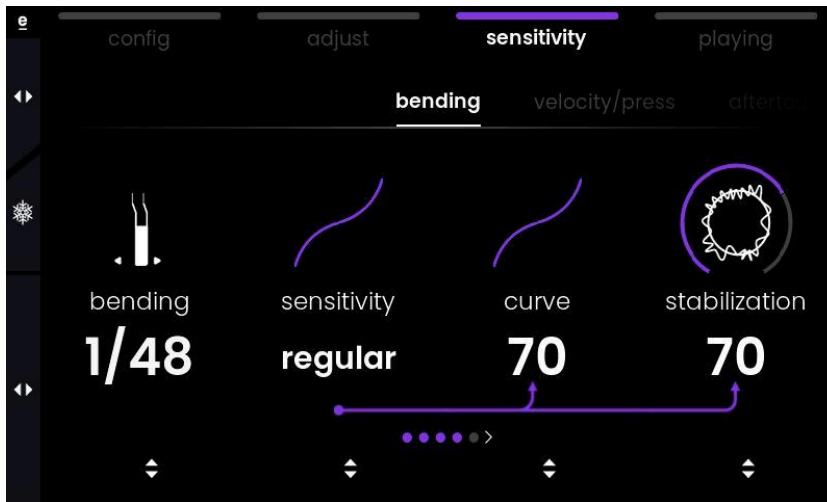 e
config adjust sensitivity playing
bending velocity/press
bending sensitivity curve stabilization
1/48 regular 70 70